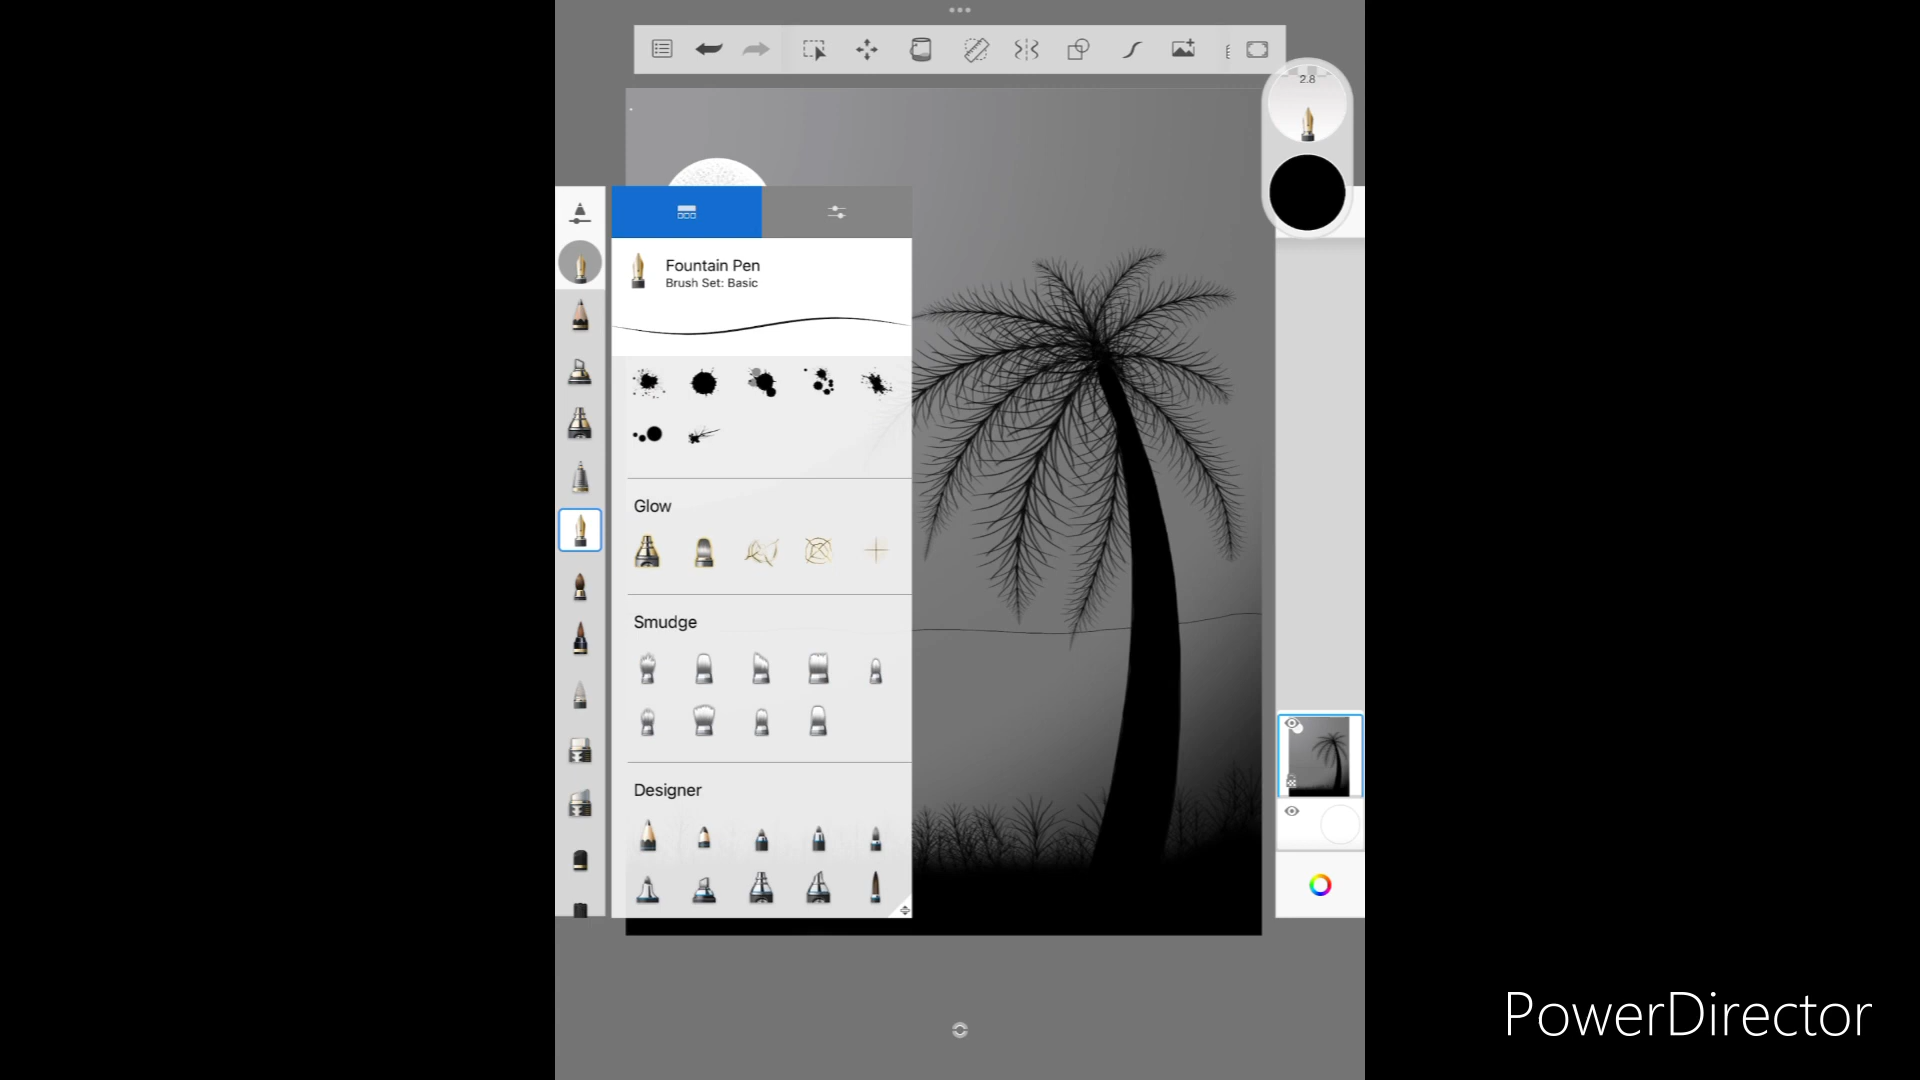 2.8
Fountain Pen
Brush Set: Basic
Glow
Smudge
Designer
PowerDirector